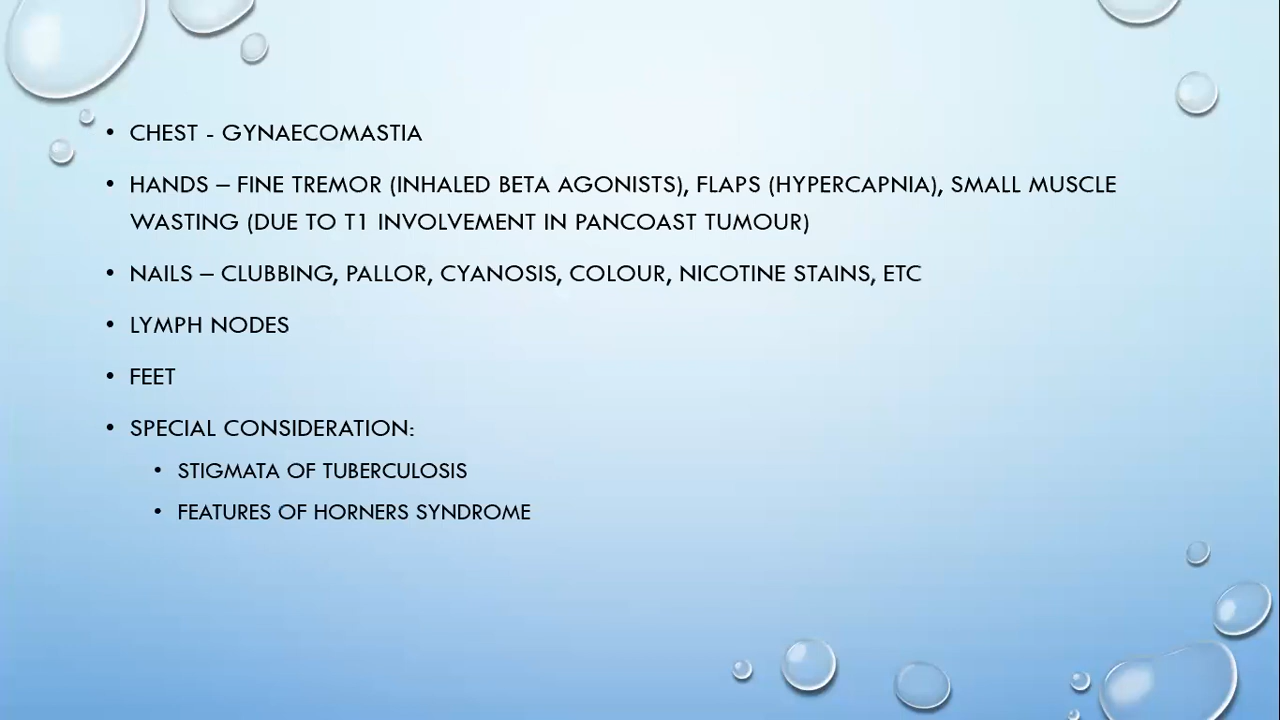 • CHEST - GYNAECOMASTIA
• HANDS – FINE TREMOR (INHALED BETA AGONISTS), FLAPS (HYPERCAPNIA), SMALL MUSCLE
WASTING (DUE TO T1 INVOLVEMENT IN PANCOAST TUMOUR)
• NAILS – CLUBBING, PALLOR, CYANOSIS, COLOUR, NICOTINE STAINS, ETC
• LYMPH NODES
• FEET
• SPECIAL CONSIDERATION:
• STIGMATA OF TUBERCULOSIS
• FEATURES OF HORNERS SYNDROME